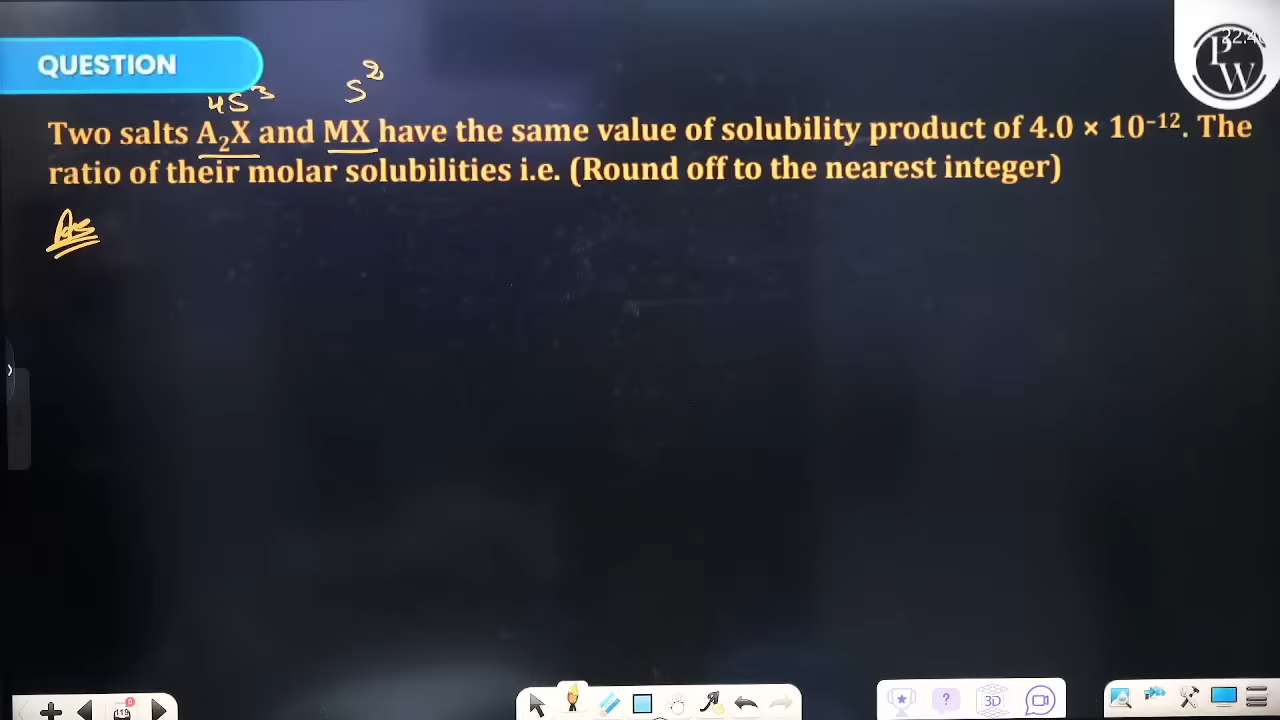 QUESTION
4S³ S²
Two salts A₂X and MX have the same value of solubility product of 4.0 × 10⁻¹². The
ratio of their molar solubilities i.e. (Round off to the nearest integer)
PW
3D